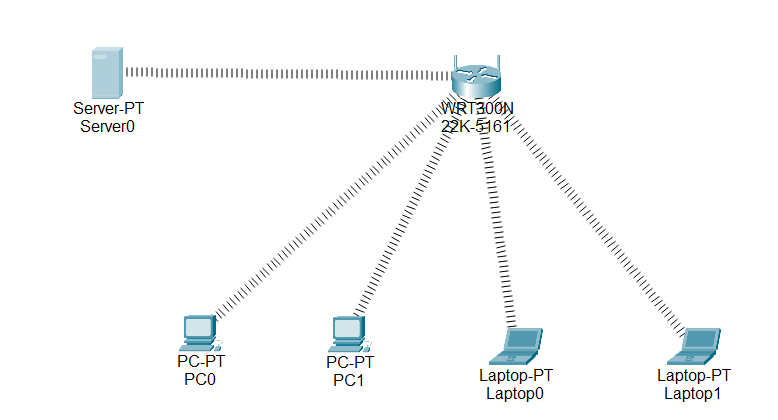 Server-PT
Server0
WRT300N
22K-5161
PC-PT
PC0
PC-PT
PC1
Laptop-PT
Laptop0
Laptop-PT
Laptop1